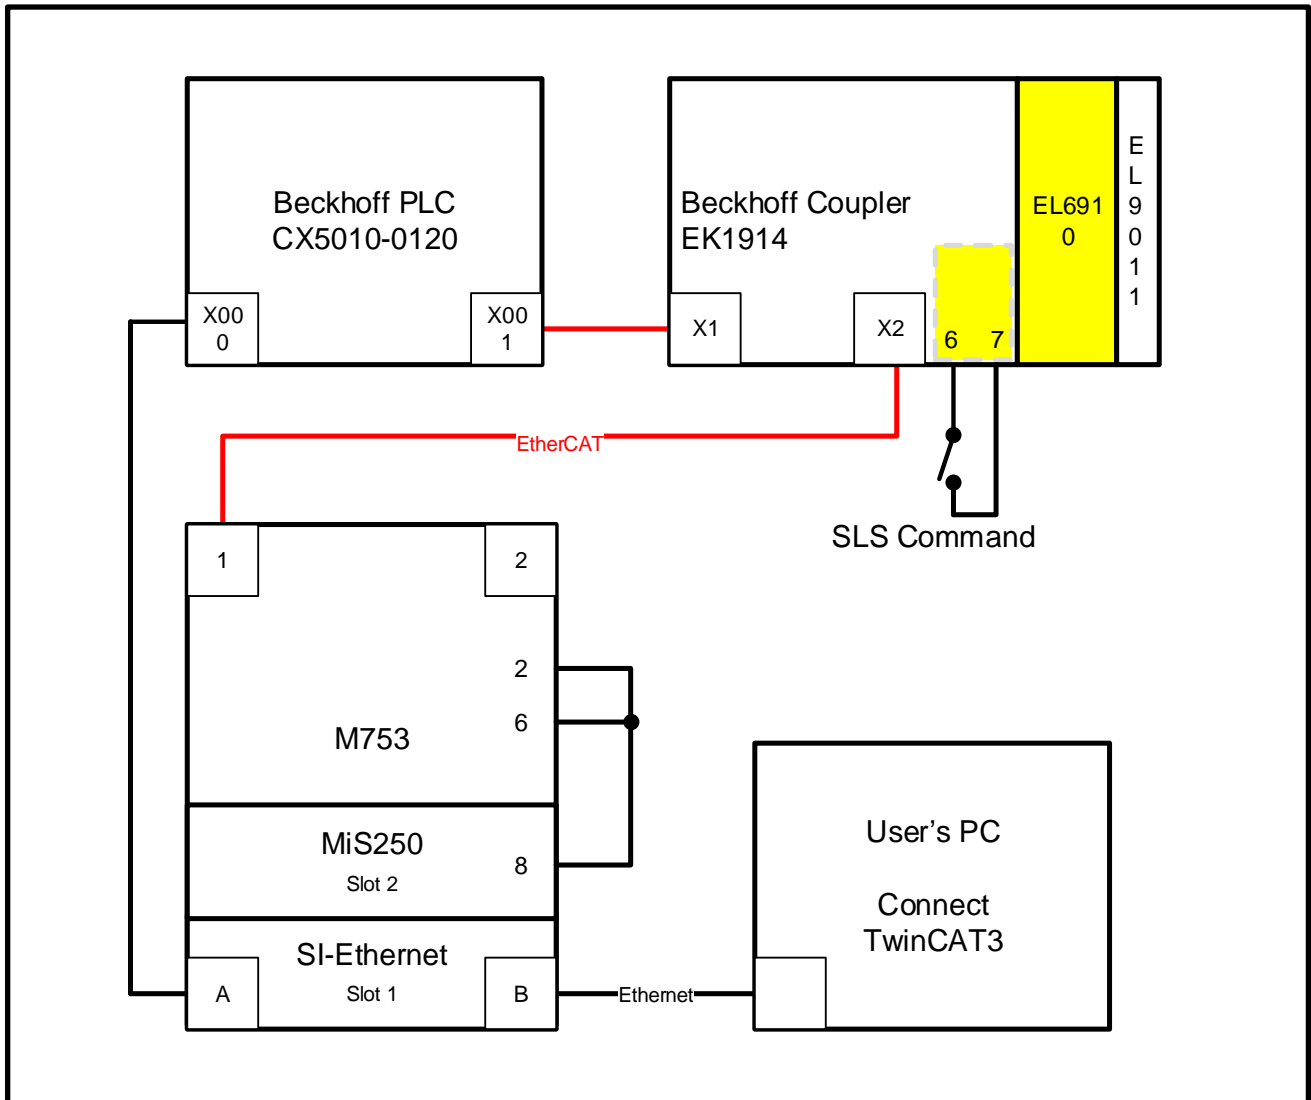 Beckhoff PLC
CX5010-0120
X00
0
X00
1
Beckhoff Coupler
EK1914
X1
X2
6 7
EL691
0
E
L
9
0
1
1
EtherCAT
SLS Command
1
2
2
6
M753
MiS250
Slot 2
8
SI-Ethernet
Slot 1
A
B
Ethernet
User's PC
Connect
TwinCAT3